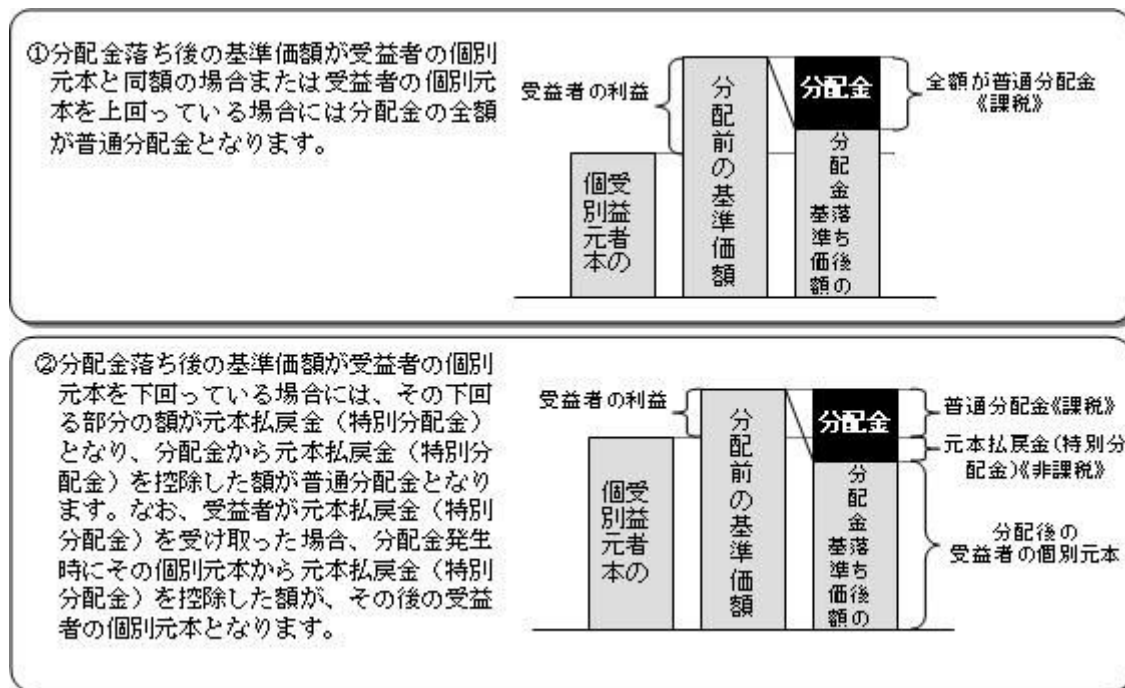 ①分配金落ち後の基準価額が受益者の個別
元本と同額の場合または受益者の個別元
本を上回っている場合には分配金の全額
が普通分配金となります。
受益者の利益
受益者の
個別元本
分配前の基準価額
分配金
分配金落ち後の
基準価額
全額が普通分配金
《課税》
②分配金落ち後の基準価額が受益者の個別
元本を下回っている場合には、その下回
る部分の額が元本払戻金（特別分配金）
となり、分配金から元本払戻金（特別分
配金）を控除した額が普通分配金となり
ます。なお、受益者が元本払戻金（特別
分配金）を受け取った場合、分配金発生
時にその個別元本から元本払戻金（特別
分配金）を控除した額が、その後の受益
者の個別元本となります。
受益者の利益
受益者の
個別元本
分配前の基準価額
分配金
分配金落ち後の
基準価額
普通分配金《課税》
元本払戻金(特別分
配金)《非課税》
分配後の
受益者の個別元本